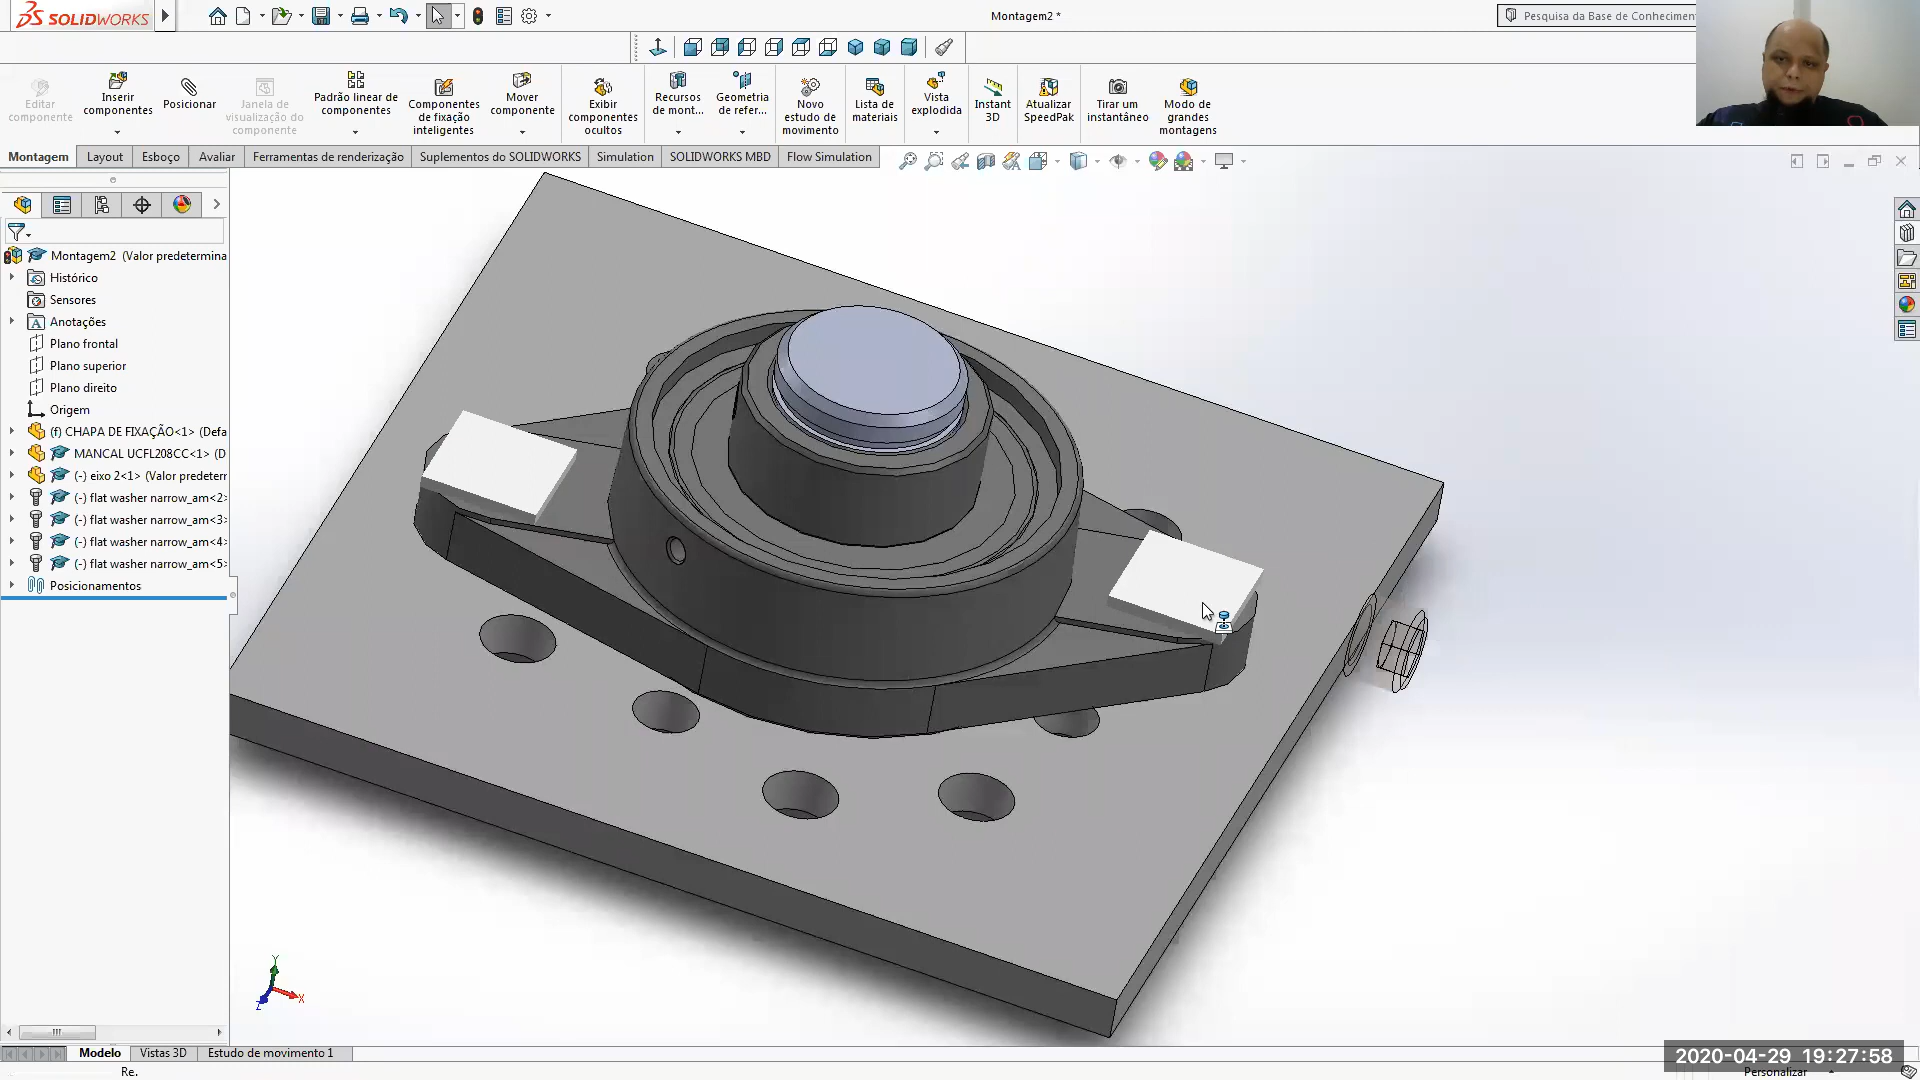 SOLIDWORKS
Montagem2 *
Pesquisa da Base de Conheciment
Editar componente
Inserir componentes
Posicionar
Janela de visualização do componente
Padrão linear de componentes
Componentes de fixação inteligentes
Mover componente
Exibir componentes ocultos
Recursos de mont...
Geometria de refer...
Novo estudo de movimento
Lista de materiais
Vista explodida
Instant 3D
Atualizar SpeedPak
Tirar um instantâneo
Modo de grandes montagens
Montagem
Layout
Esboço
Avaliar
Ferramentas de renderização
Suplementos do SOLIDWORKS
Simulation
SOLIDWORKS MBD
Flow Simulation
Montagem2 (Valor predetermina
Histórico
Sensores
Anotações
Plano frontal
Plano superior
Plano direito
Origem
(f) CHAPA DE FIXAÇÃO<1> (Defa
MANCAL UCFL208CC<1> (D
(-) eixo 2<1> (Valor predeterr
(-) flat washer narrow_am<2>
(-) flat washer narrow_am<3>
(-) flat washer narrow_am<4>
(-) flat washer narrow_am<5>
Posicionamentos
Y
X
Z
Modelo
Vistas 3D
Estudo de movimento 1
2020-04-29 19:27:58
Re.
Personalizar